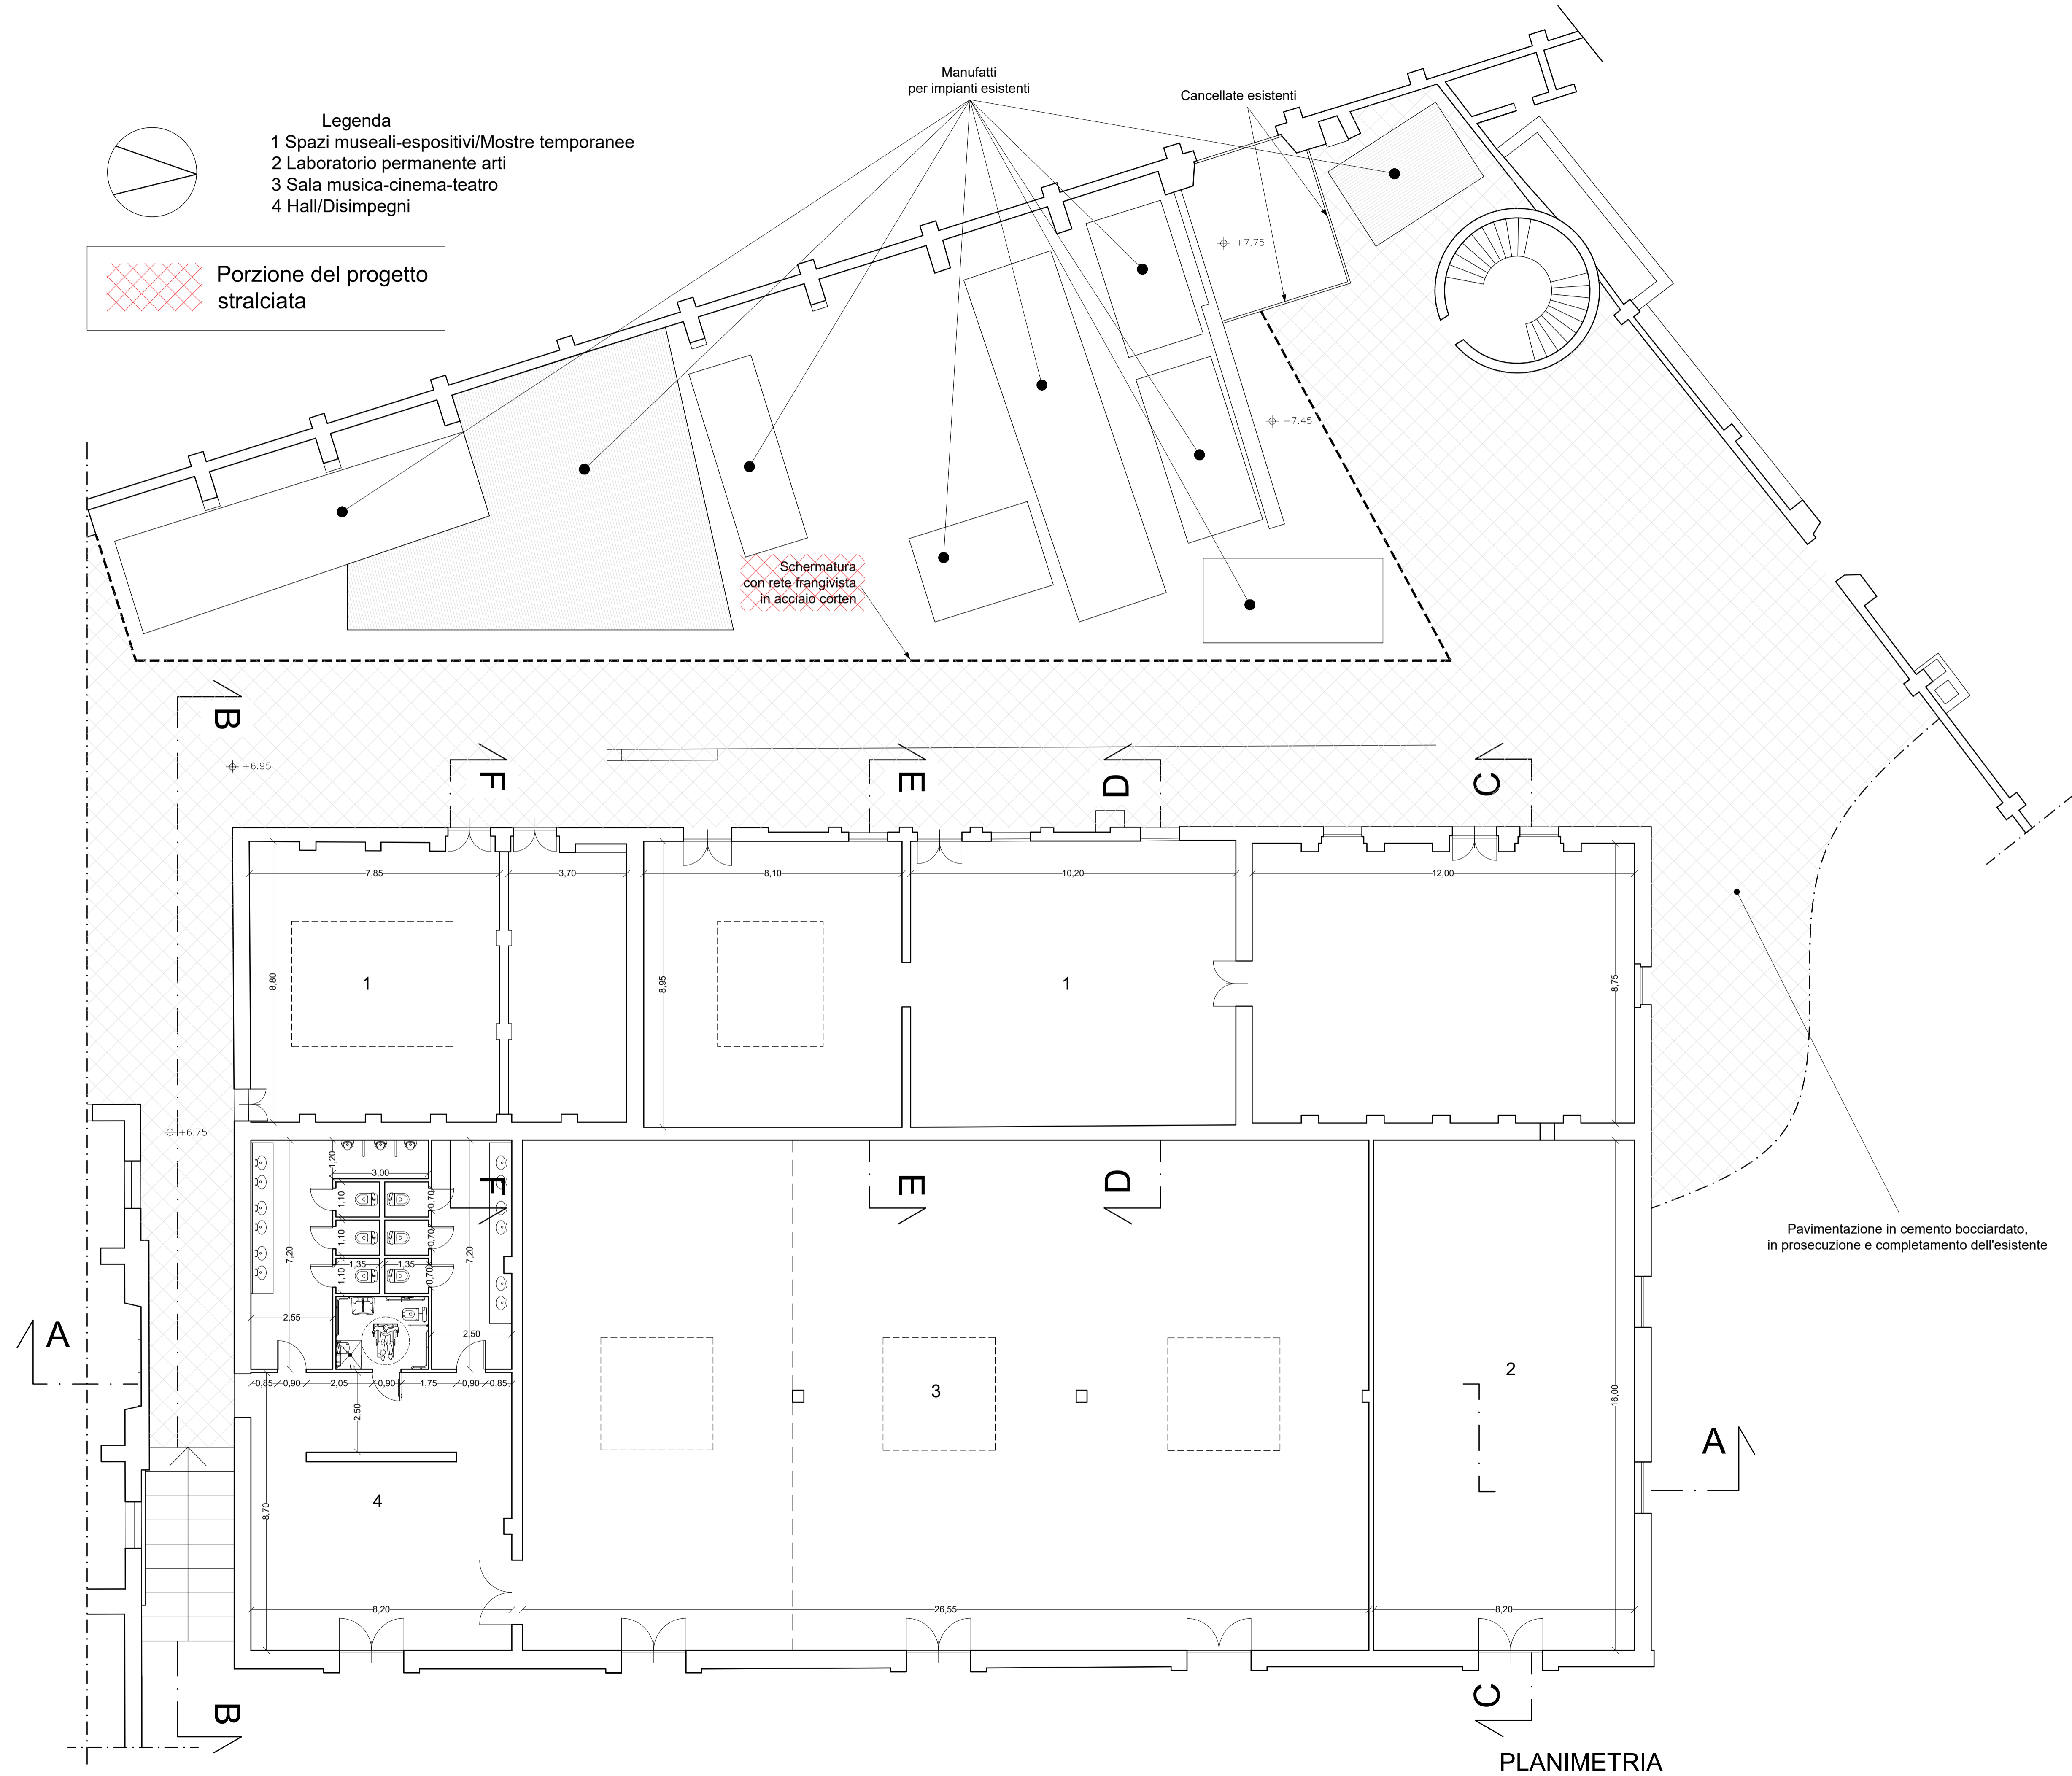 Manufatti
per impianti esistenti
Cancellate esistenti
Legenda
1 Spazi museali-espositivi/Mostre temporanee
2 Laboratorio permanente arti
3 Sala musica-cinema-teatro
4 Hall/Disimpegni
Porzione del progetto
stralciata
+7.75
+7.45
Schermatura
con rete frangivista
in acciaio corten
B
+6.95
F
E
D
C
7,85
3,70
8,10
10,20
12,00
8,80
1
8,95
1
8,75
+6.75
1,20
3,00
F
E
D
1,10
0,70
1,10
0,70
7,20
7,20
1,35
1,35
1,10
0,70
2,55
2,50
Pavimentazione in cemento bocciardato,
in prosecuzione e completamento dell'esistente
A
0,85
0,90
2,05
0,90
1,75
0,90
0,85
2,50
3
2
16,00
A
4
8,70
8,20
26,55
8,20
B
C
PLANIMETRIA